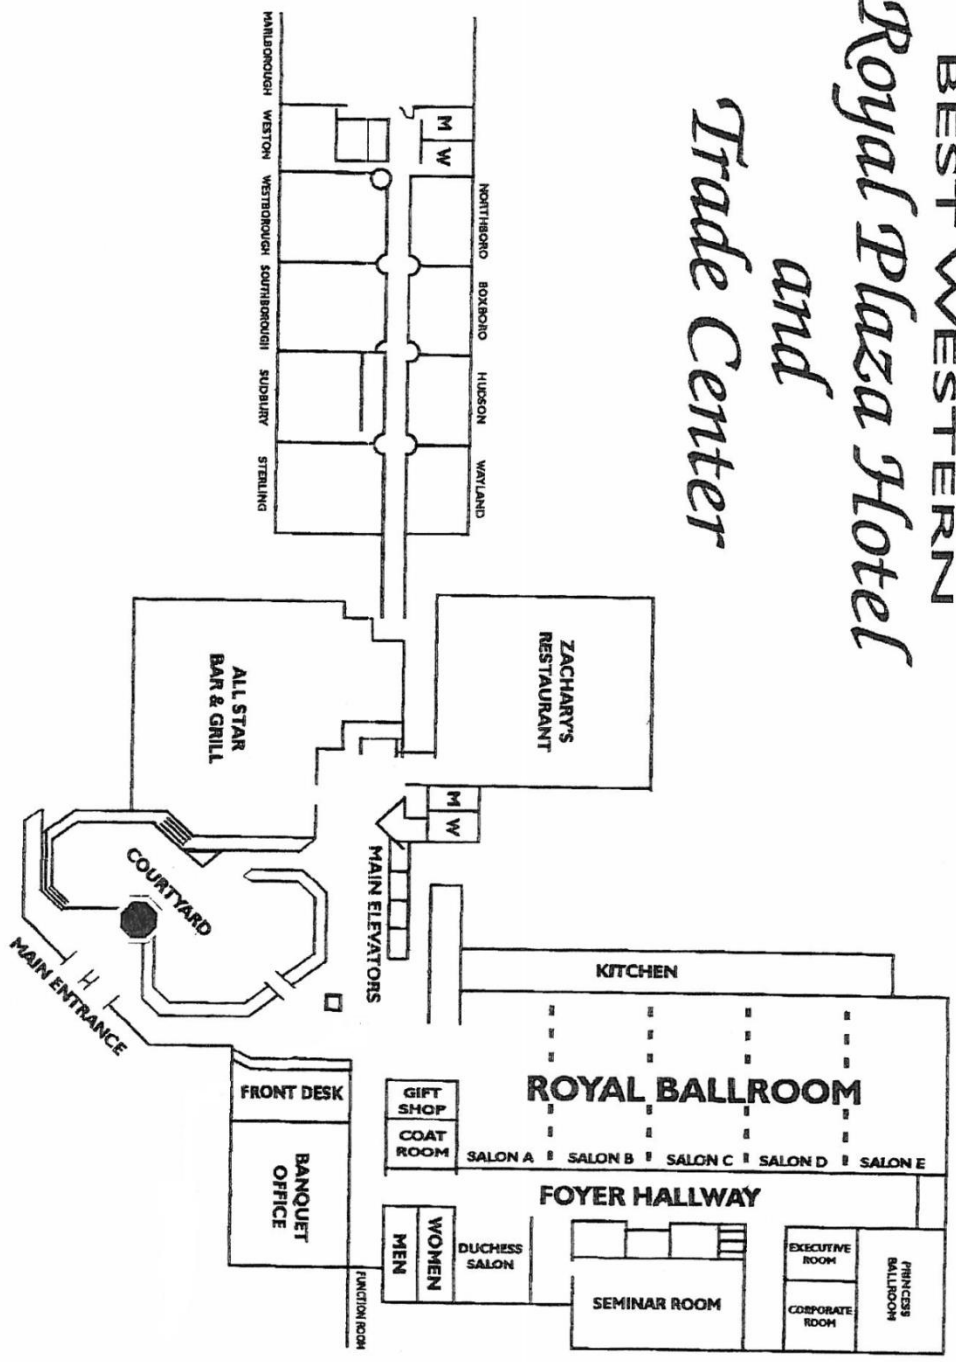 BEST WESTERN
Royal Plaza Hotel
and
Trade Center
MARLBOROUGH
WESTON
WESTBOROUGH
SOUTHBOROUGH
SUDBURY
STERLING
M
W
NORTHBORO
BOXBORO
HUDSON
WAYLAND
ZACHARY'S
RESTAURANT
ALL STAR
BAR & GRILL
M
W
MAIN ELEVATORS
COURTYARD
MAIN ENTRANCE
KITCHEN
ROYAL BALLROOM
FRONT DESK
GIFT
SHOP
COAT
ROOM
SALON A
SALON B
SALON C
SALON D
SALON E
BANQUET
OFFICE
FOYER HALLWAY
MEN
WOMEN
DUCHESS
SALON
SEMINAR ROOM
EXECUTIVE
ROOM
CORPORATE
ROOM
PRINCESS
BALLROOM
FUNCTION ROOM